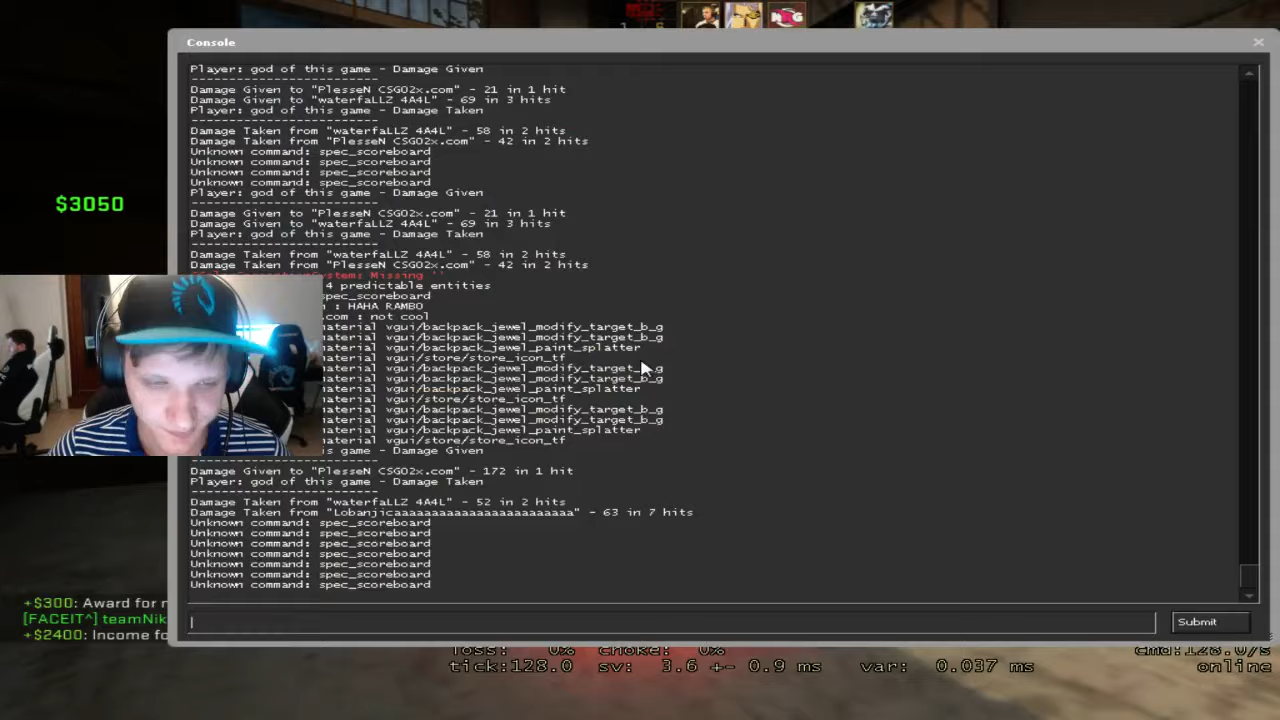 Console
Player: god of this game - Damage Given
-------------------------
Damage Given to "PlesseN CSGO2x.com" - 21 in 1 hit
Damage Given to "waterfaLLZ 4A4L" - 69 in 3 hits
Player: god of this game - Damage Taken
-------------------------
Damage Taken from "waterfaLLZ 4A4L" - 58 in 2 hits
Damage Taken from "PlesseN CSGO2x.com" - 42 in 2 hits
Unknown command: spec_scoreboard
Unknown command: spec_scoreboard
Unknown command: spec_scoreboard
Unknown command: spec_scoreboard
Player: god of this game - Damage Given
-------------------------
$3050
Damage Given to "PlesseN CSGO2x.com" - 21 in 1 hit
Damage Given to "waterfaLLZ 4A4L" - 69 in 3 hits
Player: god of this game - Damage Taken
-------------------------
Damage Taken from "waterfaLLZ 4A4L" - 58 in 2 hits
Damage Taken from "PlesseN CSGO2x.com" - 42 in 2 hits
Missing ''
4 predictable entities
spec_scoreboard
: HAHA RAMBO
.com : not cool
aterial vgui/backpack_jewel_modify_target_b_g
aterial vgui/backpack_jewel_modify_target_b_g
aterial vgui/backpack_jewel_paint_splatter
aterial vgui/store/store_icon_tf
aterial vgui/backpack_jewel_modify_target_b_g
aterial vgui/backpack_jewel_modify_target_b_g
aterial vgui/backpack_jewel_paint_splatter
aterial vgui/store/store_icon_tf
aterial vgui/backpack_jewel_modify_target_b_g
aterial vgui/backpack_jewel_modify_target_b_g
aterial vgui/backpack_jewel_paint_splatter
aterial vgui/store/store_icon_tf
s game - Damage Given
-------------------------
Damage Given to "PlesseN CSGO2x.com" - 172 in 1 hit
Player: god of this game - Damage Taken
-------------------------
Damage Taken from "waterfaLLZ 4A4L" - 52 in 2 hits
Damage Taken from "Lobanjicaaaaaaaaaaaaaaaaaaaaaaaa" - 63 in 7 hits
Unknown command: spec_scoreboard
Unknown command: spec_scoreboard
Unknown command: spec_scoreboard
Unknown command: spec_scoreboard
Unknown command: spec_scoreboard
Unknown command: spec_scoreboard
Unknown command: spec_scoreboard
+$300: Award for
[FACEIT^] teamNik
+$2400: Income fo
Submit
loss: 0% choke: 0% cmd:128.0/s
tick:128.0 sv: 3.6 +- 0.9 ms var: 0.037 ms online